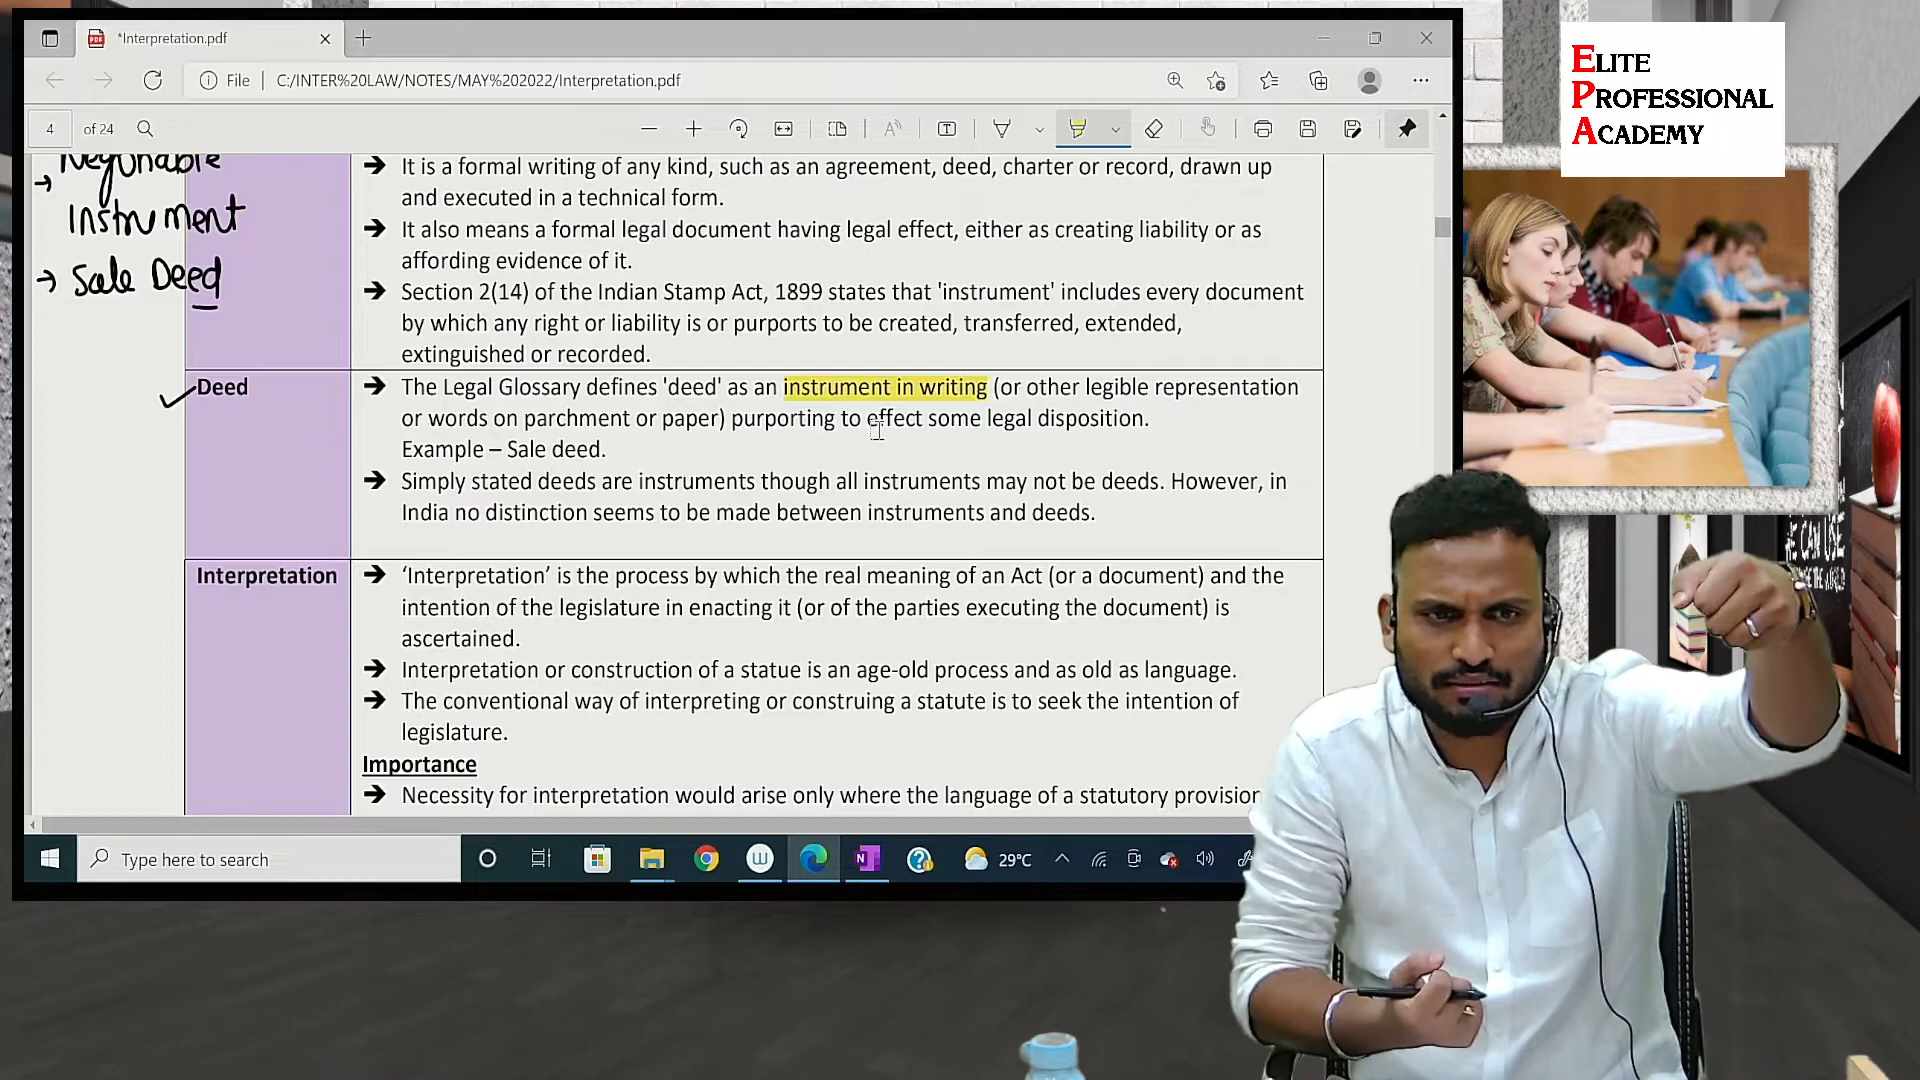 *Interpretation.pdf
File | C:/INTER%20LAW/NOTES/MAY%202022/Interpretation.pdf
4 of 24
Negotiable
Instrument
→ Sale Deed
➔ It is a formal writing of any kind, such as an agreement, deed, charter or record, drawn up
and executed in a technical form.
➔ It also means a formal legal document having legal effect, either as creating liability or as
affording evidence of it.
➔ Section 2(14) of the Indian Stamp Act, 1899 states that 'instrument' includes every document
by which any right or liability is or purports to be created, transferred, extended,
extinguished or recorded.
Deed
➔ The Legal Glossary defines 'deed' as an instrument in writing (or other legible representation
or words on parchment or paper) purporting to effect some legal disposition.
Example – Sale deed.
➔ Simply stated deeds are instruments though all instruments may not be deeds. However, in
India no distinction seems to be made between instruments and deeds.
Interpretation
➔ ‘Interpretation’ is the process by which the real meaning of an Act (or a document) and the
intention of the legislature in enacting it (or of the parties executing the document) is
ascertained.
➔ Interpretation or construction of a statue is an age-old process and as old as language.
➔ The conventional way of interpreting or construing a statute is to seek the intention of
legislature.
Importance
➔ Necessity for interpretation would arise only where the language of a statutory provision
Type here to search
29°C
ELITE
PROFESSIONAL
ACADEMY
CAN USE